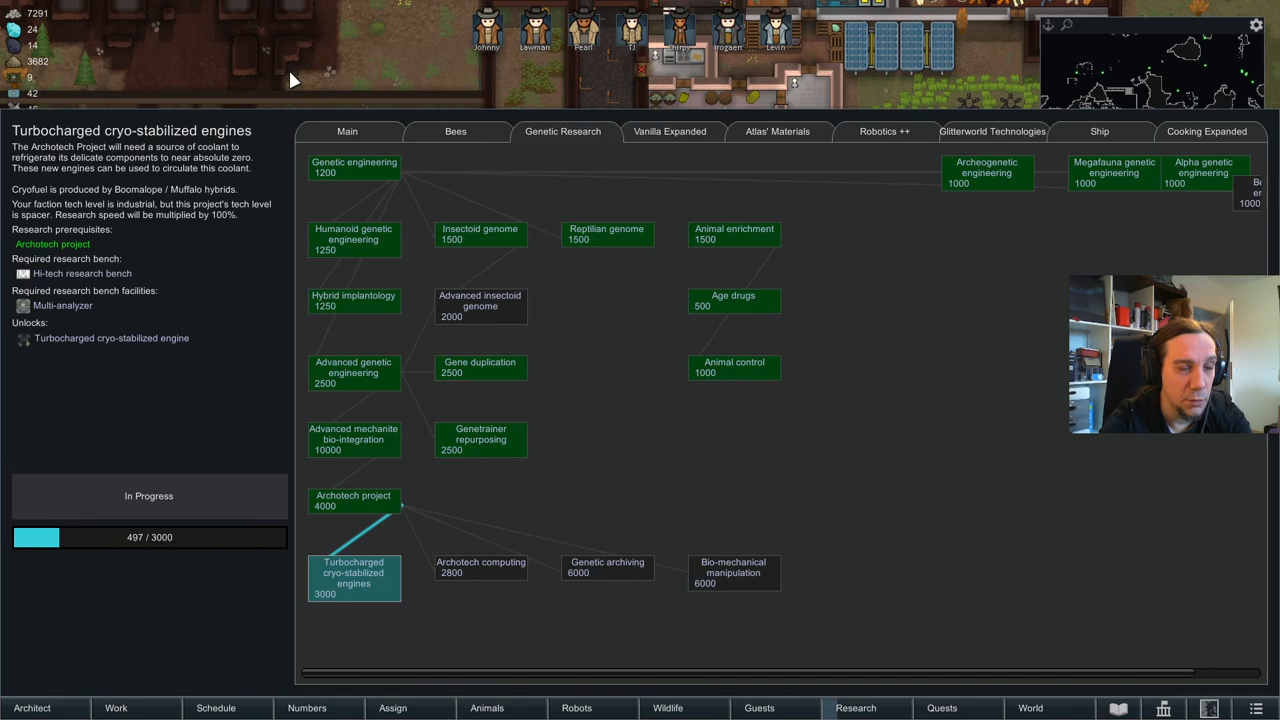 7291
24
14
3682
9
42
Johnny
Lawman
Pearl
TJ
Chirpy
Trogaen
Levin
Turbocharged cryo-stabilized engines
The Archotech Project will need a source of coolant to
refrigerate its delicate components to near absolute zero.
These new engines can be used to circulate this coolant.
Cryofuel is produced by Boomalope / Muffalo hybrids.
Your faction tech level is industrial, but this project's tech level
is spacer. Research speed will be multiplied by 100%.
Research prerequisites:
Archotech project
Required research bench:
Hi-tech research bench
Required research bench facilities:
Multi-analyzer
Unlocks:
Turbocharged cryo-stabilized engine
In Progress
497 / 3000
Main
Bees
Genetic Research
Vanilla Expanded
Atlas' Materials
Robotics ++
Glitterworld Technologies
Ship
Cooking Expanded
Genetic engineering
1200
Archeogenetic
engineering
1000
Megafauna genetic
engineering
1000
Alpha genetic
engineering
1000
Be
er
1000
Humanoid genetic
engineering
1250
Insectoid genome
1500
Reptilian genome
1500
Animal enrichment
1500
Hybrid implantology
1250
Advanced insectoid
genome
2000
Age drugs
500
Advanced genetic
engineering
2500
Gene duplication
2500
Animal control
1000
Advanced mechanite
bio-integration
10000
Genetrainer
repurposing
2500
Archotech project
4000
Turbocharged
cryo-stabilized
engines
3000
Archotech computing
2800
Genetic archiving
6000
Bio-mechanical
manipulation
6000
Architect
Work
Schedule
Numbers
Assign
Animals
Robots
Wildlife
Guests
Research
Quests
World